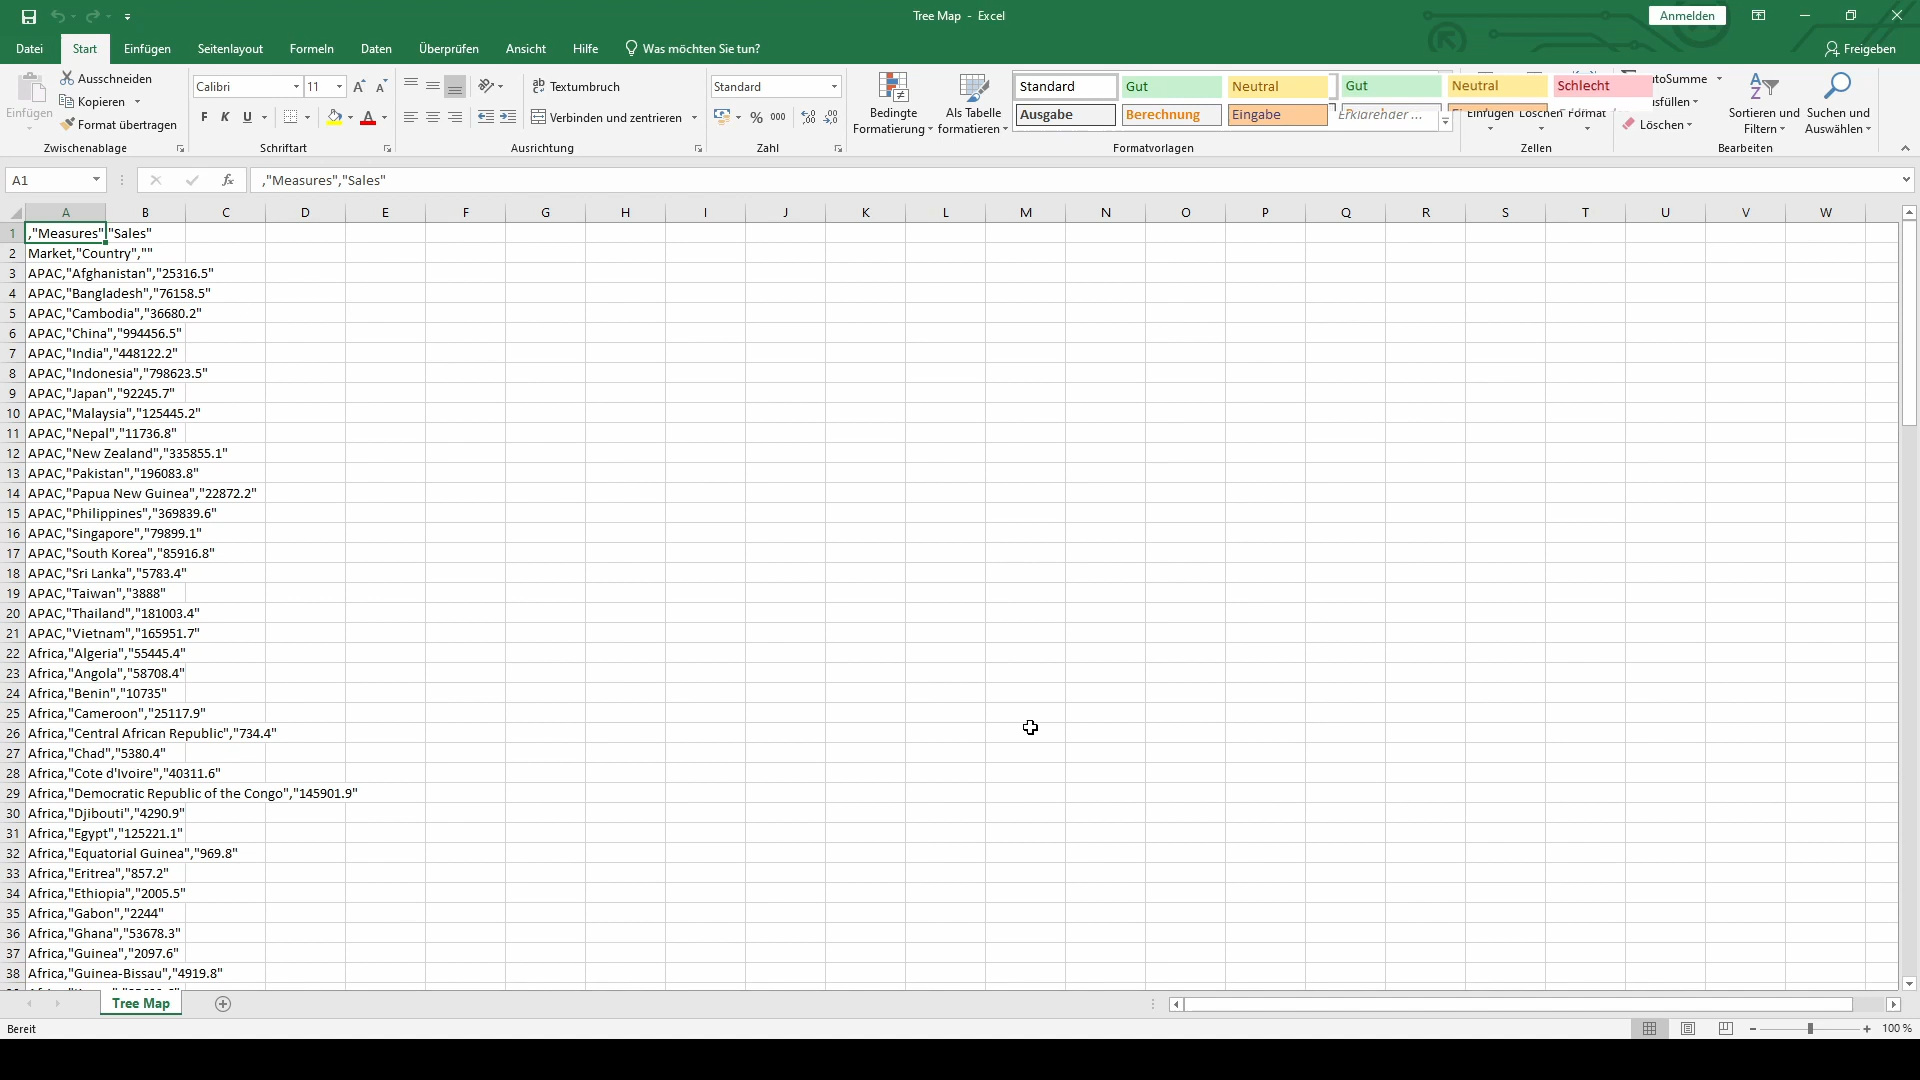 Tree Map - Excel
Anmelden
Datei Start Einfügen Seitenlayout Formeln Daten Überprüfen Ansicht Hilfe Was möchten Sie tun? Freigeben
Einfügen
Ausschneiden
Kopieren
Format übertragen
Zwischenablage
Calibri 11
F K U
Schriftart
Textumbruch
Verbinden und zentrieren
Ausrichtung
Standard
% 000
Zahl
Bedingte
Formatierung
Als Tabelle
formatieren
Standard Gut Neutral Gut Neutral Schlecht
Ausgabe Berechnung Eingabe Erklärender ...
Formatvorlagen
Einfügen Löschen Format
Zellen
utoSumme
sfüllen
Löschen
Sortieren und
Filtern
Suchen und
Auswählen
Bearbeiten
A1 fx ,"Measures","Sales"
A B C D E F G H I J K L M N O P Q R S T U V W
1 ,"Measures","Sales"
2 Market,"Country",""
3 APAC,"Afghanistan","25316.5"
4 APAC,"Bangladesh","76158.5"
5 APAC,"Cambodia","36680.2"
6 APAC,"China","994456.5"
7 APAC,"India","448122.2"
8 APAC,"Indonesia","798623.5"
9 APAC,"Japan","92245.7"
10 APAC,"Malaysia","125445.2"
11 APAC,"Nepal","11736.8"
12 APAC,"New Zealand","335855.1"
13 APAC,"Pakistan","196083.8"
14 APAC,"Papua New Guinea","22872.2"
15 APAC,"Philippines","369839.6"
16 APAC,"Singapore","79899.1"
17 APAC,"South Korea","85916.8"
18 APAC,"Sri Lanka","5783.4"
19 APAC,"Taiwan","3888"
20 APAC,"Thailand","181003.4"
21 APAC,"Vietnam","165951.7"
22 Africa,"Algeria","55445.4"
23 Africa,"Angola","58708.4"
24 Africa,"Benin","10735"
25 Africa,"Cameroon","25117.9"
26 Africa,"Central African Republic","734.4"
27 Africa,"Chad","5380.4"
28 Africa,"Cote d'Ivoire","40311.6"
29 Africa,"Democratic Republic of the Congo","145901.9"
30 Africa,"Djibouti","4290.9"
31 Africa,"Egypt","125221.1"
32 Africa,"Equatorial Guinea","969.8"
33 Africa,"Eritrea","857.2"
34 Africa,"Ethiopia","2005.5"
35 Africa,"Gabon","2244"
36 Africa,"Ghana","53678.3"
37 Africa,"Guinea","2097.6"
38 Africa,"Guinea-Bissau","4919.8"
Tree Map
Bereit
100 %